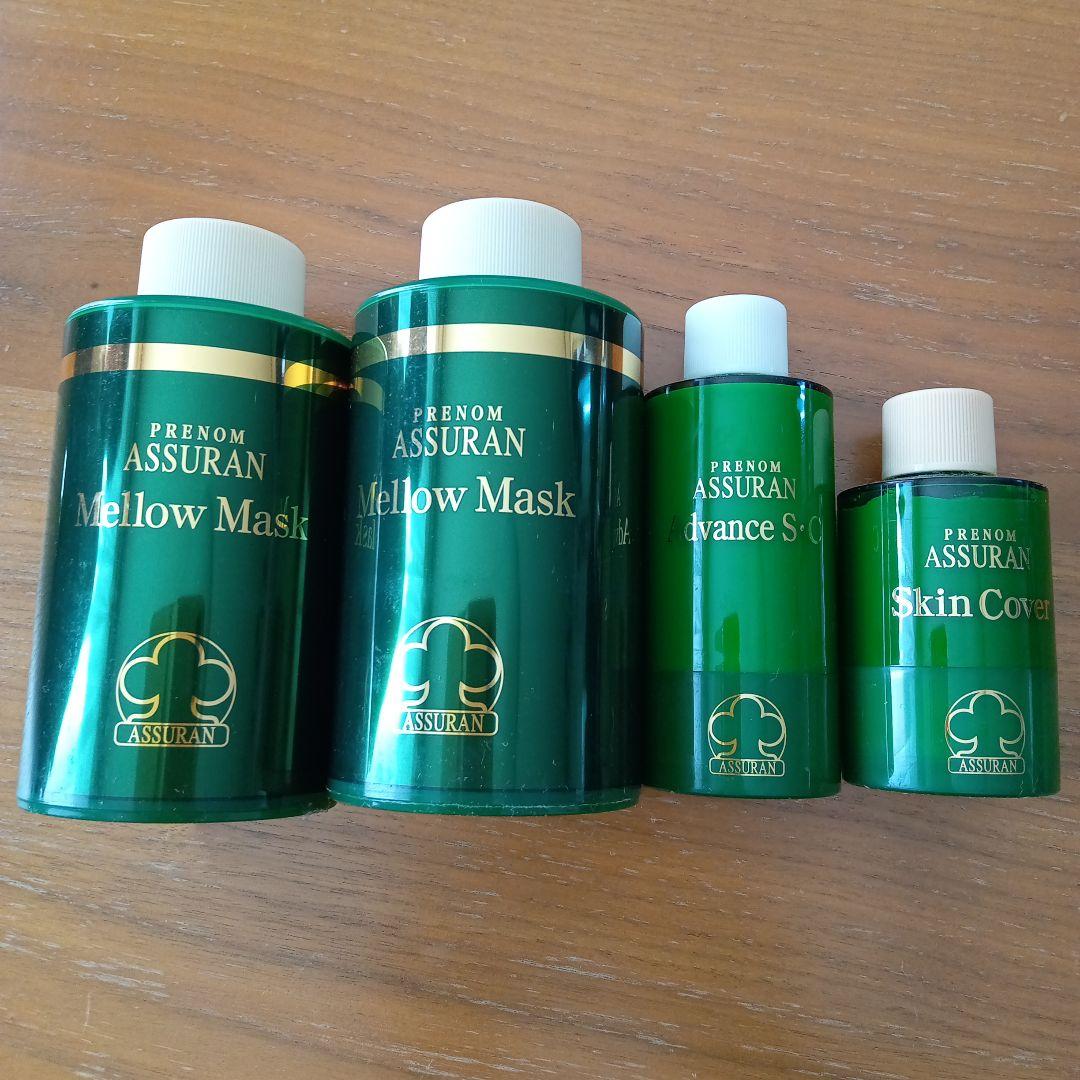 PRENOM
ASSURAN
Mellow Mask
ASSURAN
PRENOM
ASSURAN
Mellow Mask
ASSURAN
PRENOM
ASSURAN
Advance S·C
ASSURAN
PRENOM
ASSURAN
Skin Cover
ASSURAN